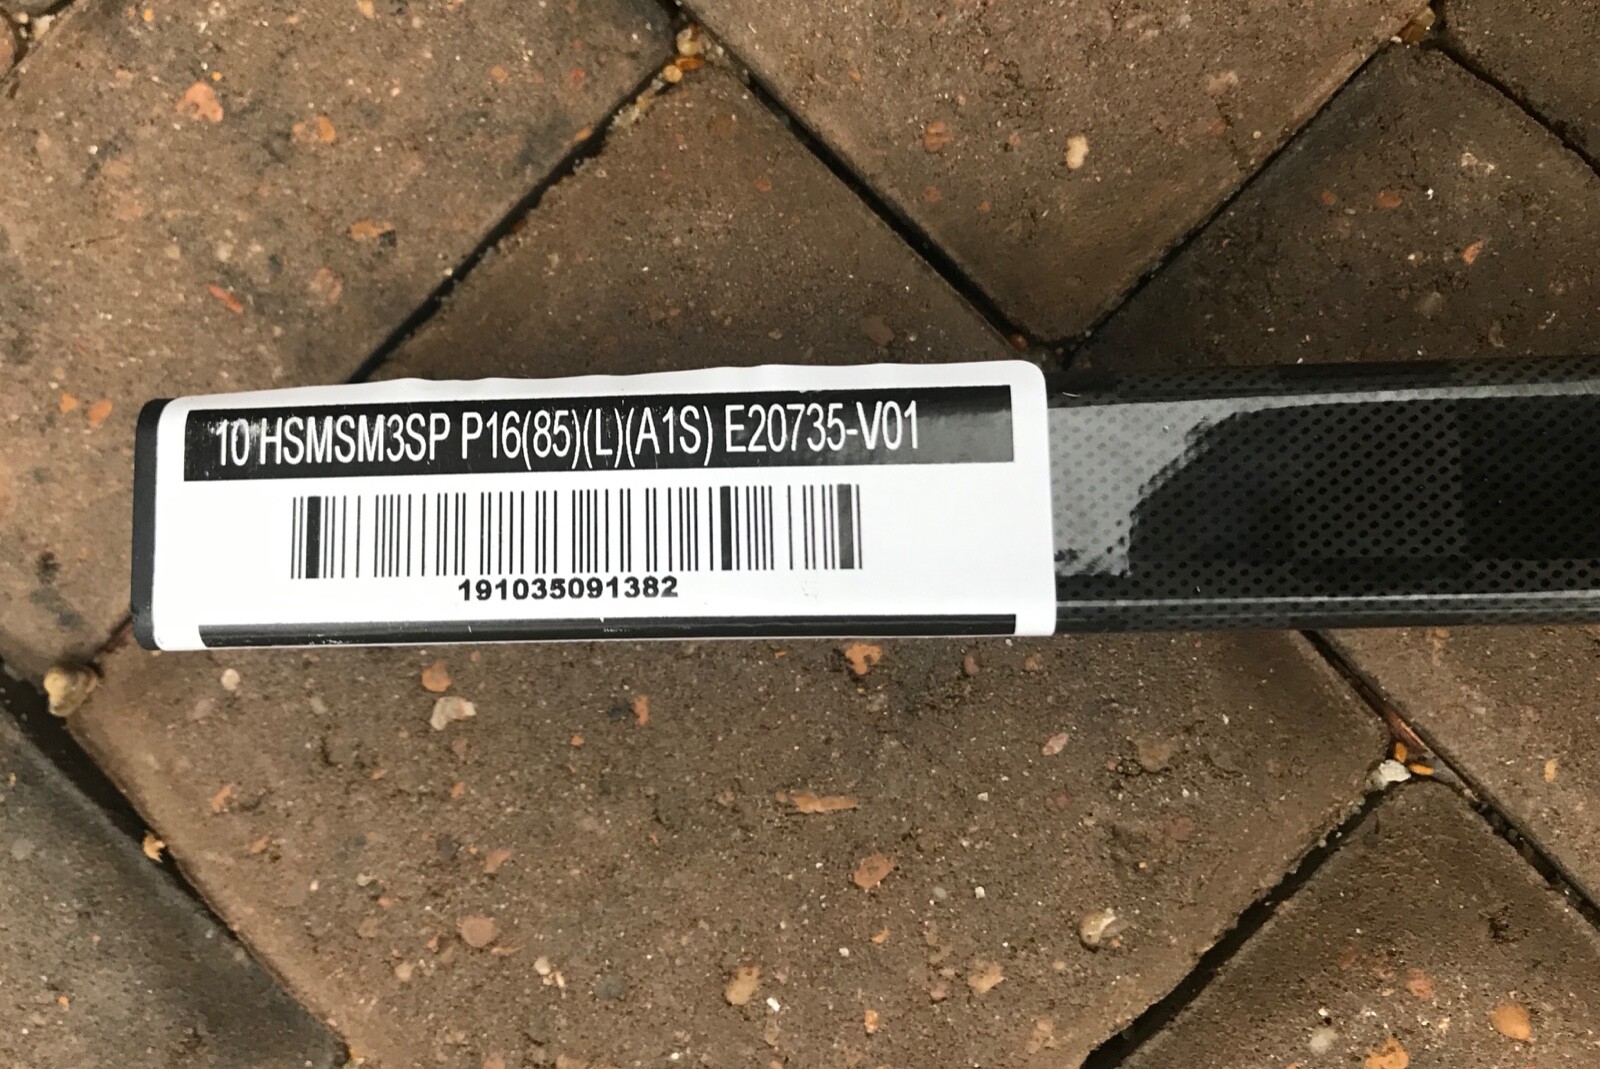 10 HSMSM3SP P16(85)(L)(A1S) E20735-V01
191035091382